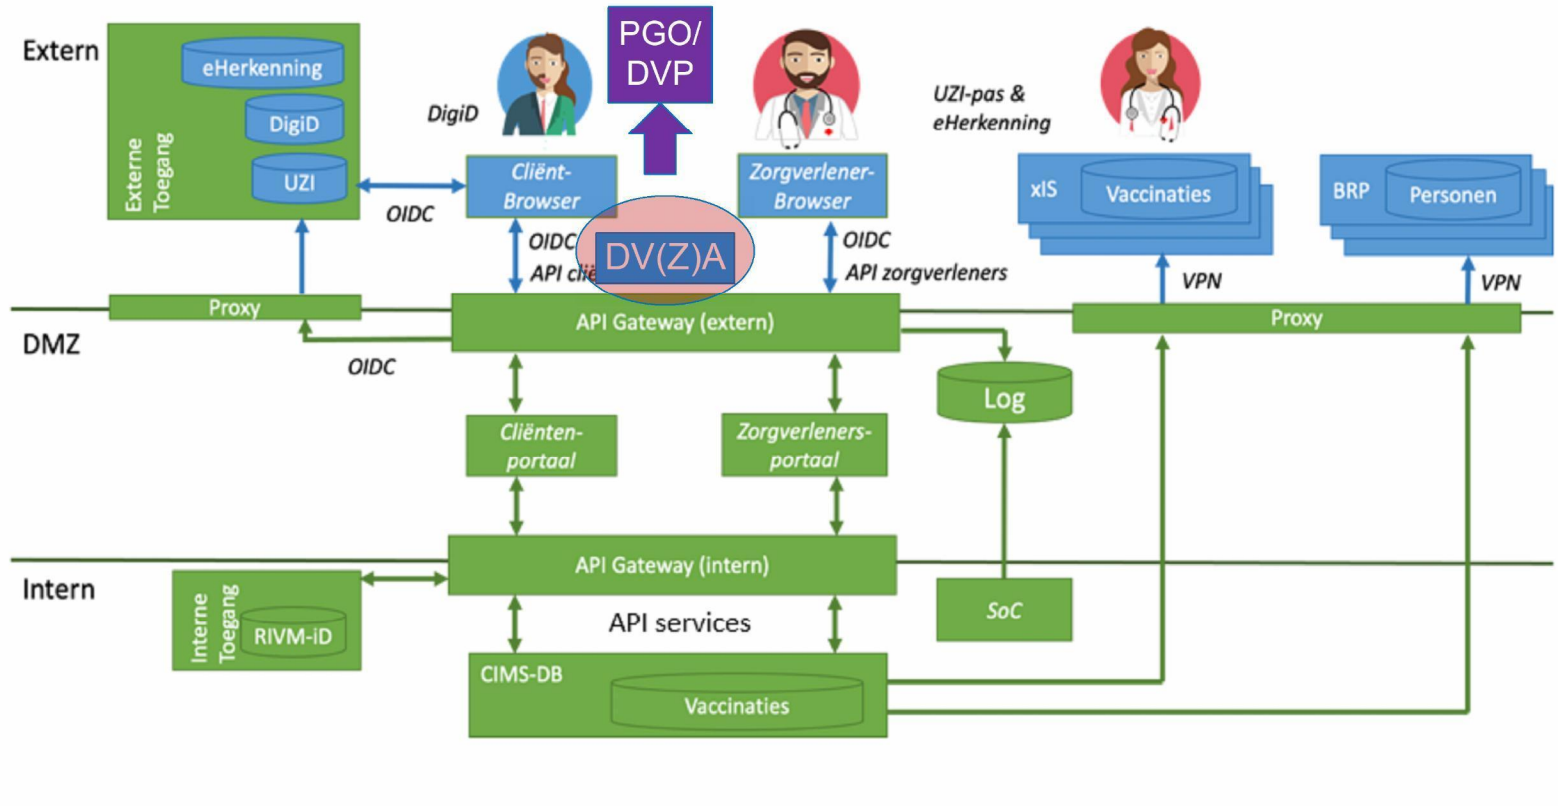 Extern
eHerkenning
DigiD
UZI
Externe
Toegang
DigiD
PGO/
DVP
UZI-pas &
eHerkenning
Cliënt-
Browser
Zorgverlener-
Browser
xIS
Vaccinaties
BRP
Personen
OIDC
OIDC
API clië
DV(Z)A
OIDC
API zorgverleners
VPN
VPN
Proxy
API Gateway (extern)
Proxy
DMZ
OIDC
Log
Cliënten-
portaal
Zorgverleners-
portaal
API Gateway (intern)
Intern
Interne
Toegang
RIVM-iD
API services
SoC
CIMS-DB
Vaccinaties